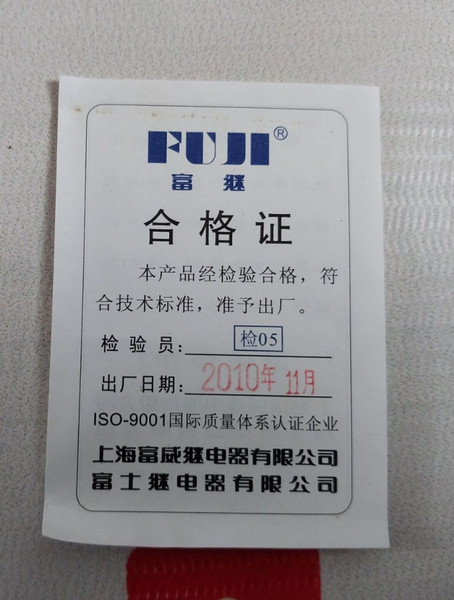 FUJI®
富继
合格证
本产品经检验合格，符
合技术标准，准予出厂。
检验员：检05
出厂日期：2010年 11月
ISO-9001国际质量体系认证企业
上海富威继电器有限公司
富士继电器有限公司